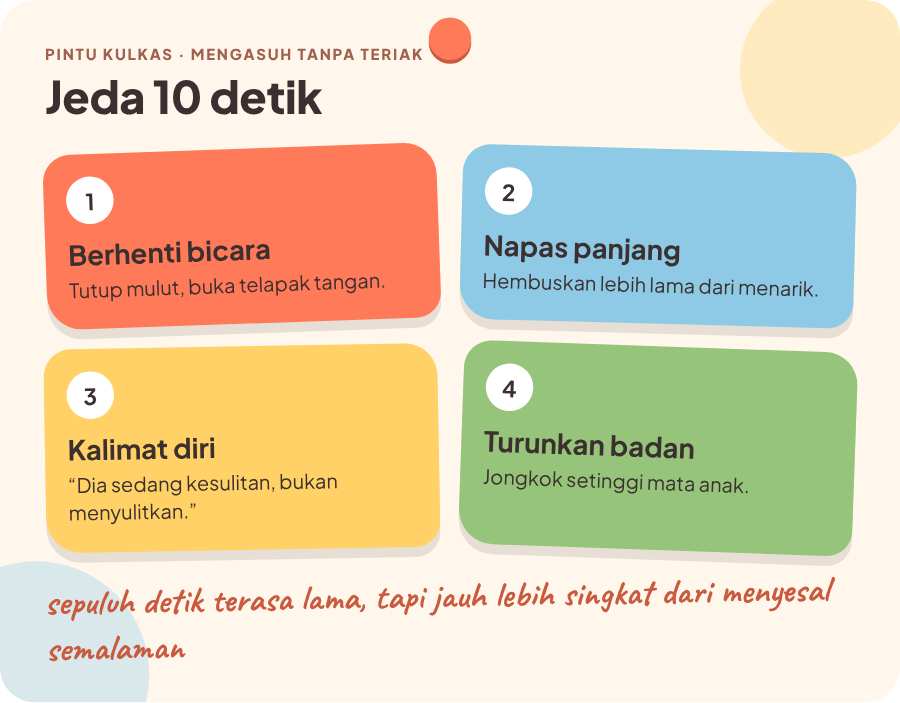 PINTU KULKAS · MENGASUH TANPA TERIAK
Jeda 10 detik
1
Berhenti bicara
Tutup mulut, buka telapak tangan.
2
Napas panjang
Hembuskan lebih lama dari menarik.
3
Kalimat diri
“Dia sedang kesulitan, bukan
menyulitkan.”
4
Turunkan badan
Jongkok setinggi mata anak.
sepuluh detik terasa lama, tapi jauh lebih singkat dari menyesal
semalaman